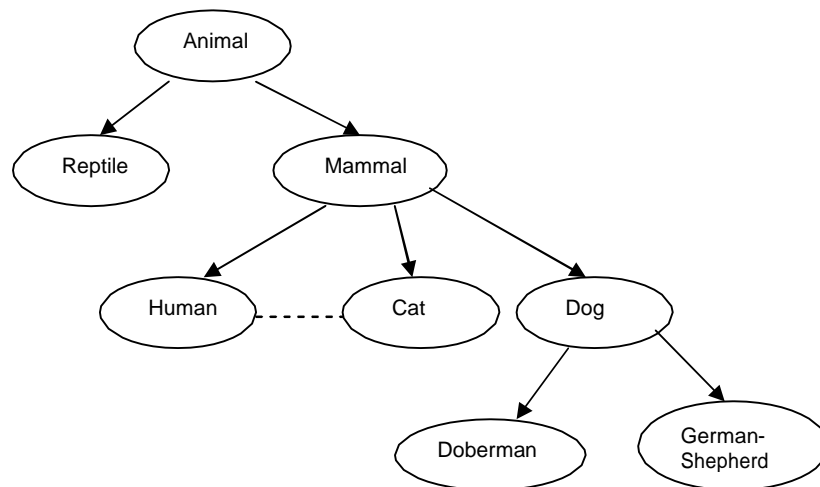 Animal
Reptile
Mammal
Human
Cat
Dog
Doberman
German-
Shepherd